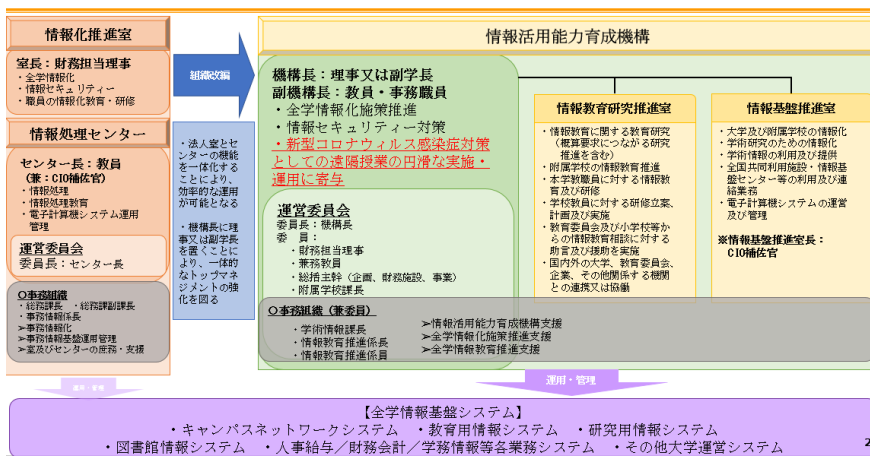 情報化推進室
室長：財務担当理事
・全学情報化
・情報セキュリティー
・職員の情報化教育・研修
情報処理センター
センター長：教員
（兼：CIO補佐官）
・情報処理
・情報処理教育
・電子計算機システム運用
管理
運営委員会
委員長：センター長
〇事務組織
・総務課長　・総務課副課長
・事務情報係長
➢事務情報化
➢事務情報基盤運用管理
➢室及びセンターの庶務・支援
運用・管理
組織改編
・法人室とセ
ンターの機能
を一体化する
ことにより、
効率的な運用
が可能となる
・機構長に理
事又は副学長
を置くことに
より、一体的
なトップマネ
ジメントの強
化を図る
情報活用能力育成機構
機構長：理事又は副学長
副機構長：教員・事務職員
・全学情報化施策推進
・情報セキュリティー対策
・新型コロナウィルス感染症対策
としての遠隔授業の円滑な実施・
運用に寄与
運営委員会
委員長：機構長
委　員：
・財務担当理事
・兼務教員
・総括主幹（企画、財務施設、事業）
・附属学校課長
〇事務組織（兼委員）
・学術情報課長
・情報教育推進係長
・情報教育推進係員
➢情報活用能力育成機構支援
➢全学情報化施策推進支援
➢全学情報教育推進支援
情報教育研究推進室
・情報教育に関する教育研究
（概算要求につながる研究
推進を含む）
・附属学校の情報教育推進
・本学教職員に対する情報教
育及び研修
・学校教員に対する研修立案、
計画及び実施
・教育委員会及び小学校等か
らの情報教育相談に対する
助言及び援助を実施
・国内外の大学、教育委員会、
企業、その他関係する機関
との連携又は協働
情報基盤推進室
・大学及び附属学校の情報化
・学術研究のための情報化
・学術情報の利用及び提供
・全国共同利用施設・情報基
盤センター等の利用及び連
絡業務
・電子計算機システムの運営
及び管理
※情報基盤推進室長：
CIO補佐官
運用・管理
【全学情報基盤システム】
・キャンパスネットワークシステム　・教育用情報システム　・研究用情報システム
・図書館情報システム　・人事給与／財務会計／学務情報等各業務システム　・その他大学運営システム
2